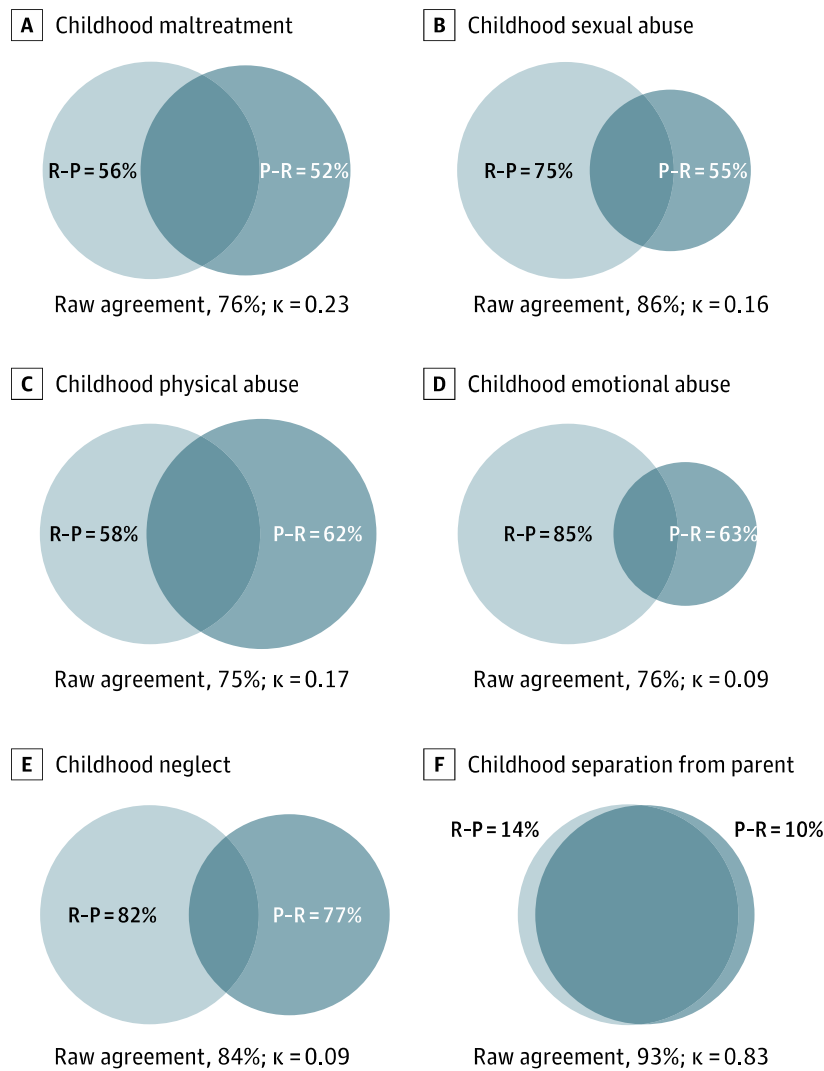 A Childhood maltreatment
R–P = 56%
P–R = 52%
Raw agreement, 76%; κ = 0.23
B Childhood sexual abuse
R–P = 75%
P–R = 55%
Raw agreement, 86%; κ = 0.16
C Childhood physical abuse
R–P = 58%
P–R = 62%
Raw agreement, 75%; κ = 0.17
D Childhood emotional abuse
R–P = 85%
P–R = 63%
Raw agreement, 76%; κ = 0.09
E Childhood neglect
R–P = 82%
P–R = 77%
Raw agreement, 84%; κ = 0.09
F Childhood separation from parent
R–P = 14%
P–R = 10%
Raw agreement, 93%; κ = 0.83